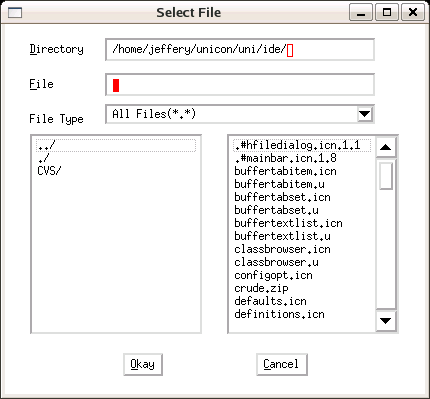 Select File
Directory
/home/jeffery/unicon/uni/ide/
File
File Type
All Files(*.*)
../
./
CVS/
.#hfiledialog.icn.1.1
.#mainbar.icn.1.8
buffertabitem.icn
buffertabitem.u
buffertabset.icn
buffertabset.u
buffertextlist.icn
buffertextlist.u
classbrowser.icn
classbrowser.u
configopt.icn
crude.zip
defaults.icn
definitions.icn
Okay
Cancel